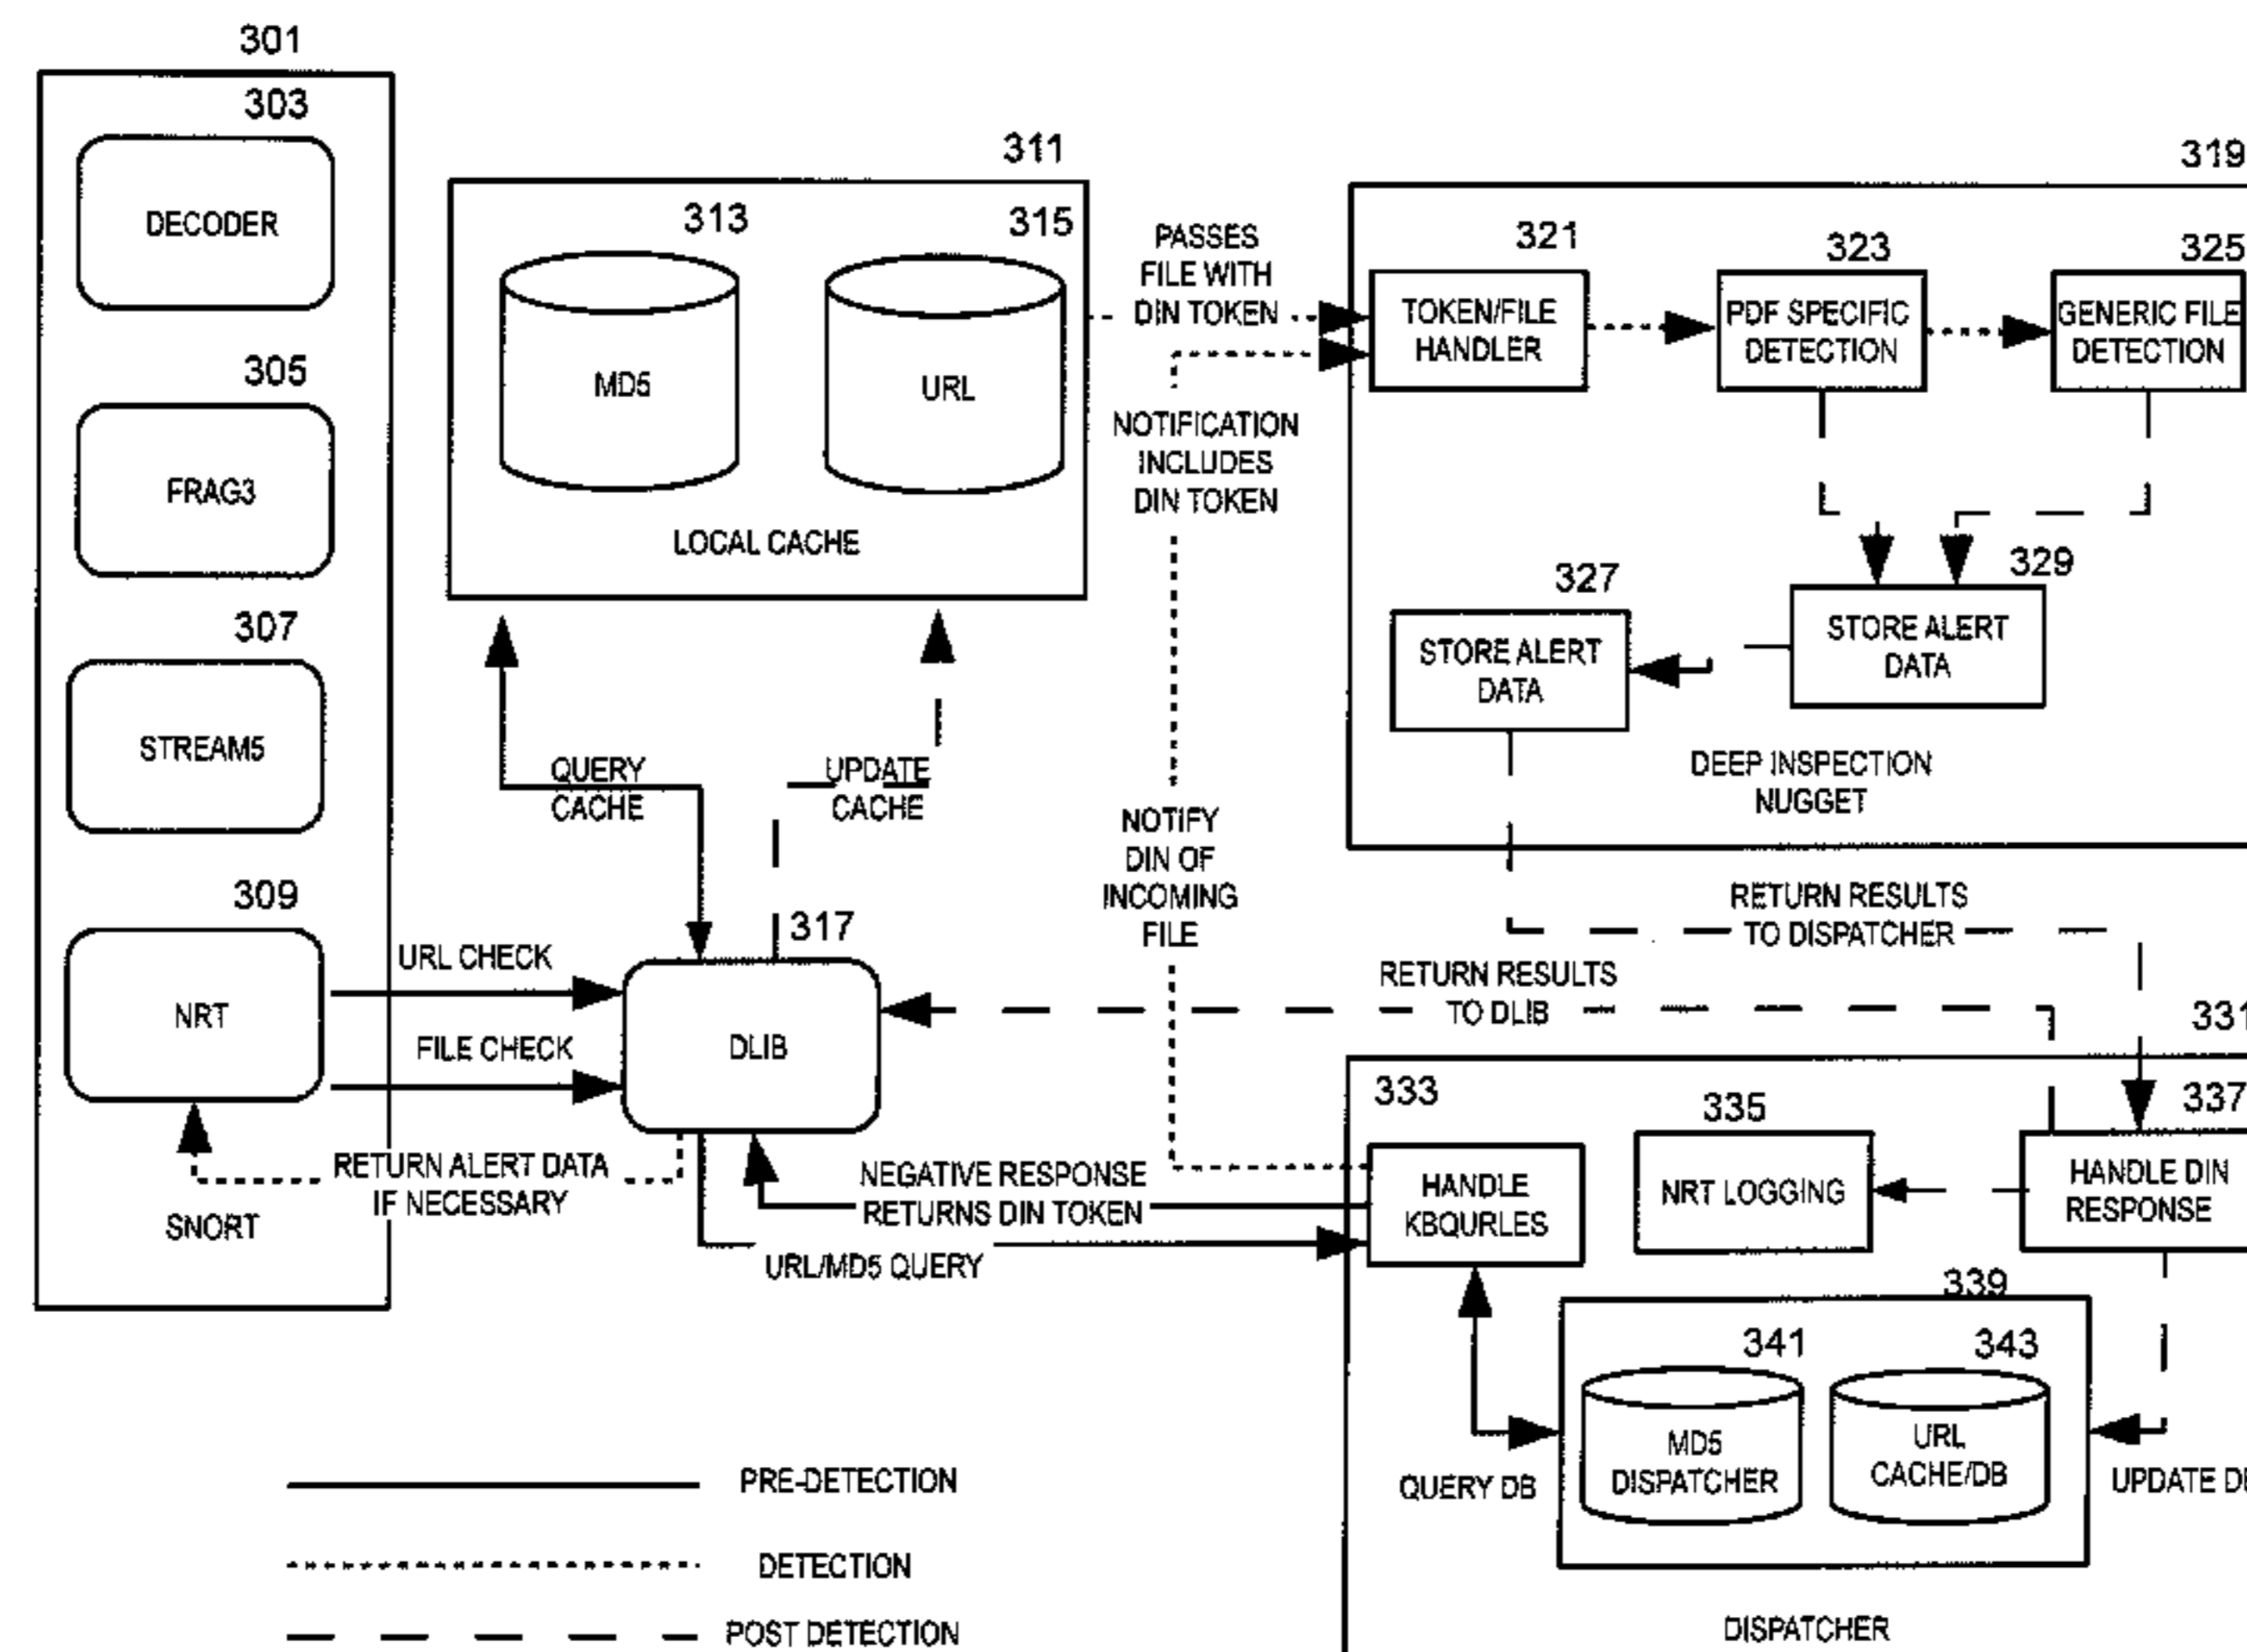 301
303
DECODER
305
FRAG3
307
STREAM5
309
NRT
SNORT
311
313
MD5
315
URL
LOCAL CACHE
QUERY
CACHE
UPDATE
CACHE
URL CHECK
FILE CHECK
317
DLIB
RETURN ALERT DATA
IF NECESSARY
NEGATIVE RESPONSE
RETURNS DIN TOKEN
URL/MD5 QUERY
PASSES
FILE WITH
DIN TOKEN
NOTIFICATION
INCLUDES
DIN TOKEN
NOTIFY
DIN OF
INCOMING
FILE
319
321
TOKEN/FILE
HANDLER
323
PDF SPECIFIC
DETECTION
325
GENERIC FILE
DETECTION
327
STORE ALERT
DATA
329
STORE ALERT
DATA
DEEP INSPECTION
NUGGET
RETURN RESULTS
TO DISPATCHER
RETURN RESULTS
TO DLIB
331
333
HANDLE
KBQURLES
335
NRT LOGGING
337
HANDLE DIN
RESPONSE
339
341
MD5
DISPATCHER
343
URL
CACHE/DB
QUERY DB
UPDATE
DISPATCHER
PRE-DETECTION
DETECTION
POST DETECTION